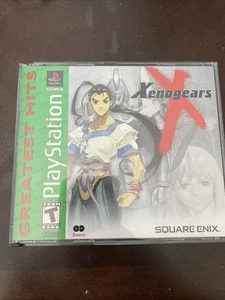 GREATEST HITS
PlayStation
Xenogears
X
TEEN
T
SQUARE ENIX